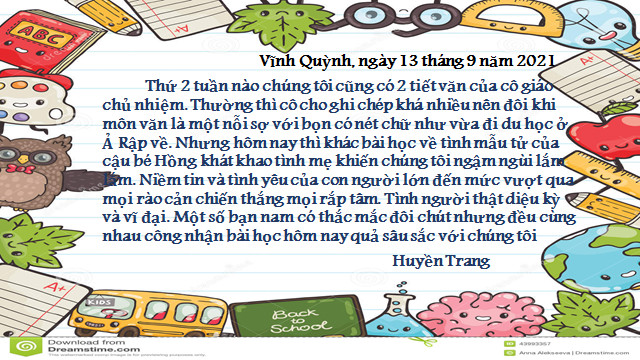 ABC
A+
Vĩnh Quỳnh, ngày 13 tháng 9 năm 2021
Thứ 2 tuần nào chúng tôi cũng có 2 tiết văn của cô giáo
chủ nhiệm. Thường thì cô cho ghi chép khá nhiều nên đôi khi
môn văn là một nỗi sợ với bọn có nét chữ như vừa đi du học ở
Ả Rập về. Nhưng hôm nay thì khác bài học về tình mẫu tử của
cậu bé Hồng khát khao tình mẹ khiến chúng tôi ngậm ngùi lắm
lắm. Niềm tin và tình yêu của con người lớn đến mức vượt qua
mọi rào cản chiến thắng mọi rắp tâm. Tình người thật diệu kỳ
và vĩ đại. Một số bạn nam có thắc mắc đôi chút nhưng đều cùng
nhau công nhận bài học hôm nay quả sâu sắc với chúng tôi
Huyền Trang
A+
KIDS
Back
to
School
A+
Download from
Dreamstime.com
43993357
Anna Alekseeva | Dreamstime.com